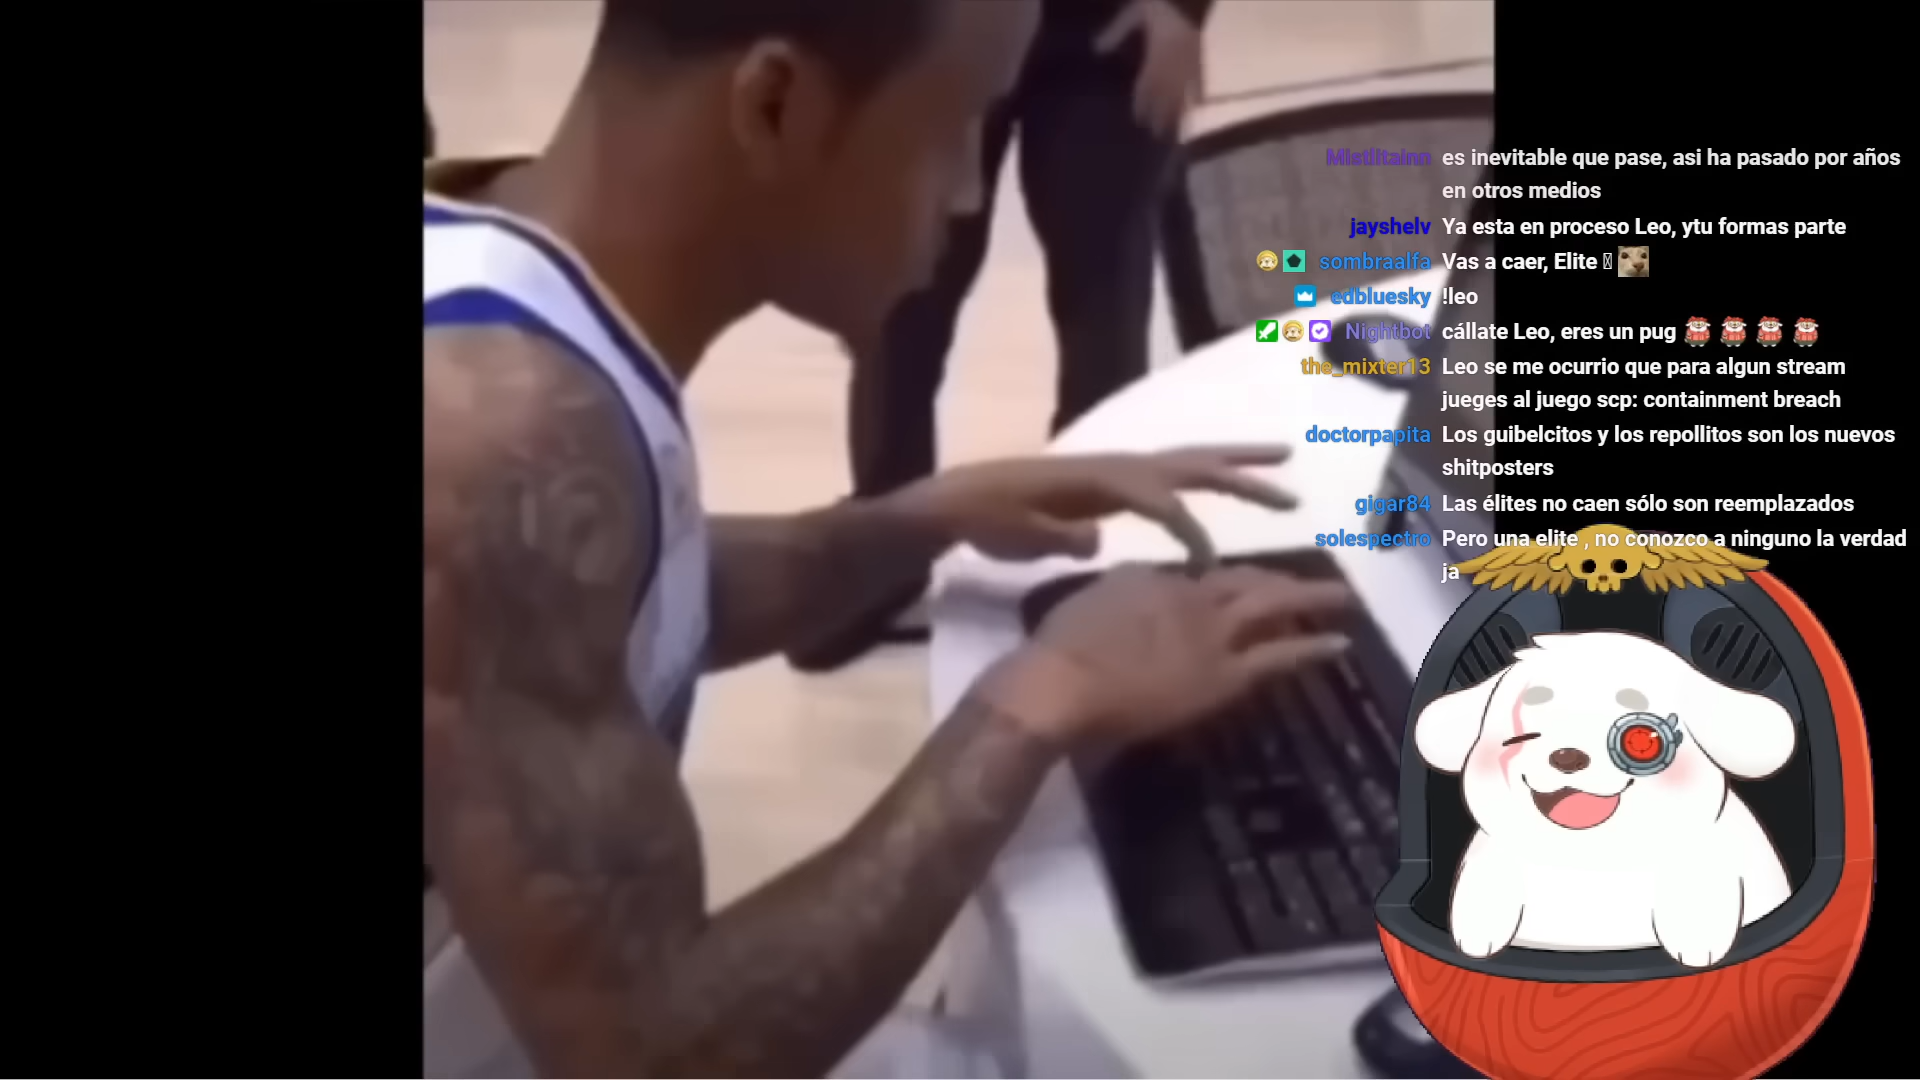 Mistiltainn es inevitable que pase, asi ha pasado por años
en otros medios
jayshelv Ya esta en proceso Leo, ytu formas parte
sombraalfa Vas a caer, Elite
edbluesky !leo
Nightbot cállate Leo, eres un pug
the_mixter13 Leo se me ocurrio que para algun stream
jueges al juego scp: containment breach
doctorpapita Los guibelcitos y los repollitos son los nuevos
shitposters
gigar84 Las élites no caen sólo son reemplazados
solespectro Pero una elite , no conozco a ninguno la verdad
ja